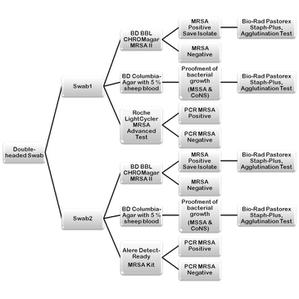 Double-
headed Swab
Swab1
BD BBL
CHROMagar
MRSA II
MRSA
Positive
Save Isolate
Bio-Rad Pastorex
Staph-Plus,
Agglutination Test
MRSA
Negative
BD Columbia-
Agar with 5 %
sheep blood
Proofment of
bacterial
growth
(MSSA &
CoNS)
Bio-Rad Pastorex
Staph-Plus,
Agglutination Test
Roche
LightCycler
MRSA
Advanced
Test
PCR MRSA
Positive
PCR MRSA
Negative
Swab2
BD BBL
CHROMagar
MRSA II
MRSA
Positive
Save Isolate
Bio-Rad Pastorex
Staph-Plus,
Agglutination Test
MRSA
Negative
BD Columbia-
Agar with 5 %
sheep blood
Proofment of
bacterial
growth
(MSSA & CoNS)
Bio-Rad Pastorex
Staph-Plus,
Agglutination Test
Alere Detect-
Ready
MRSA Kit
PCR MRSA
Positive
PCR MRSA
Negative